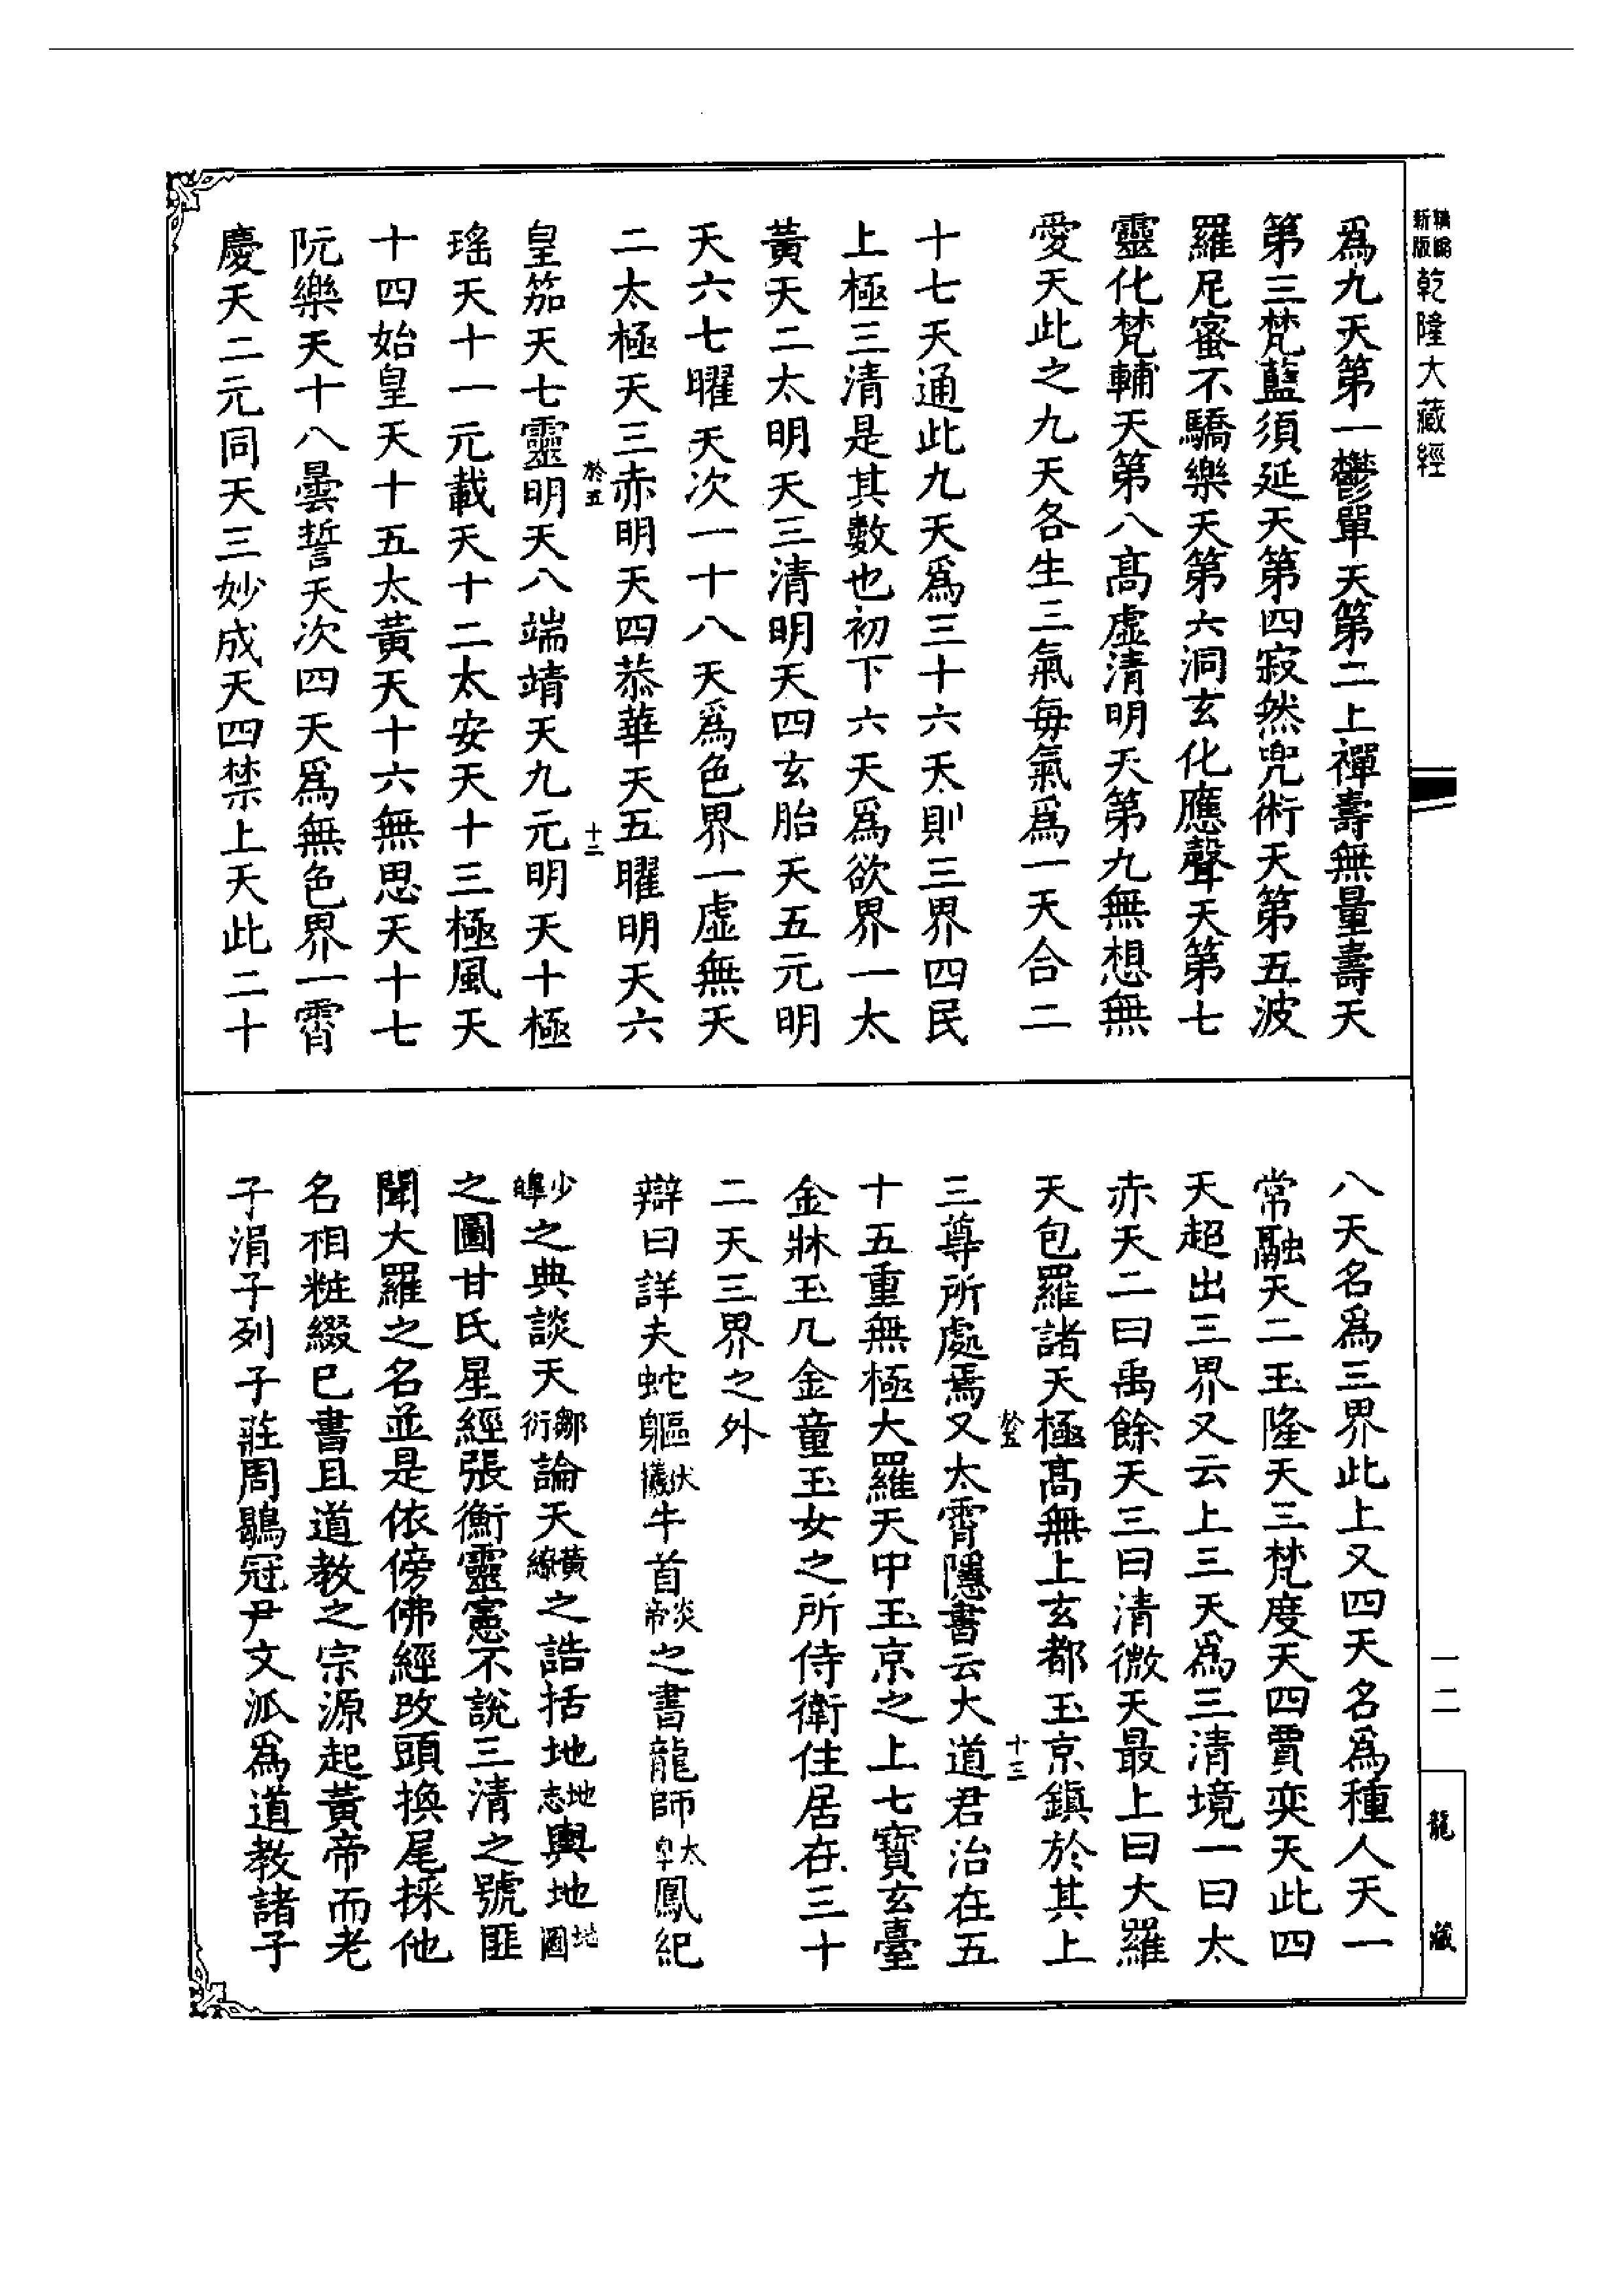 新編縮版乾隆大藏經
爲九天第一鬱單天第二上禪壽無量壽天
第三梵藍須延天第四寂然兜術天第五波
羅尼蜜不驕樂天第六洞玄化應聲天第七
靈化梵輔天第八高虛清明天第九無想無
愛天此之九天各生三氣每氣爲一天合二
十七天通此九天爲三十六天則三界四民
上極三清是其數也初下六天爲欲界一太
黃天二太明天三清明天四玄胎天五元明
天六七曜天次一十八天爲色界一虛無天
二太極天三赤明天四恭華天五曜明天六
於五 十二
皇笳天七靈明天八端靖天九元明天十極
瑤天十一元載天十二太安天十三極風天
十四始皇天十五太黃天十六無思天十七
阮樂天十八曇誓天次四天爲無色界一霄
慶天二元同天三妙成天四禁上天此二十
一二
龍藏
八天名爲三界此上又四天名爲種人天一
常融天二玉隆天三梵度天四賈奕天此四
天超出三界又云上三天爲三清境一曰太
赤天二曰禹餘天三曰清微天最上曰大羅
天包羅諸天極高無上玄都玉京鎮於其上
於五 十三
三尊所處焉又太霄隱書云大道君治在五
十五重無極大羅天中玉京之上七寶玄臺
金牀玉几金童玉女之所侍衛住居在三十
二天三界之外
辯曰詳夫蛇軀伏犧牛首炎帝之書龍師太皞鳳紀
少皞之典談天鄒衍論天黃繚之誥括地地志輿地地圖
之圖甘氏星經張衡靈憲不說三清之號匪
聞大羅之名並是依傍佛經改頭換尾採他
名相粧綴已書且道教之宗源起黃帝而老
子涓子列子莊周鶡冠尹文派爲道教諸子